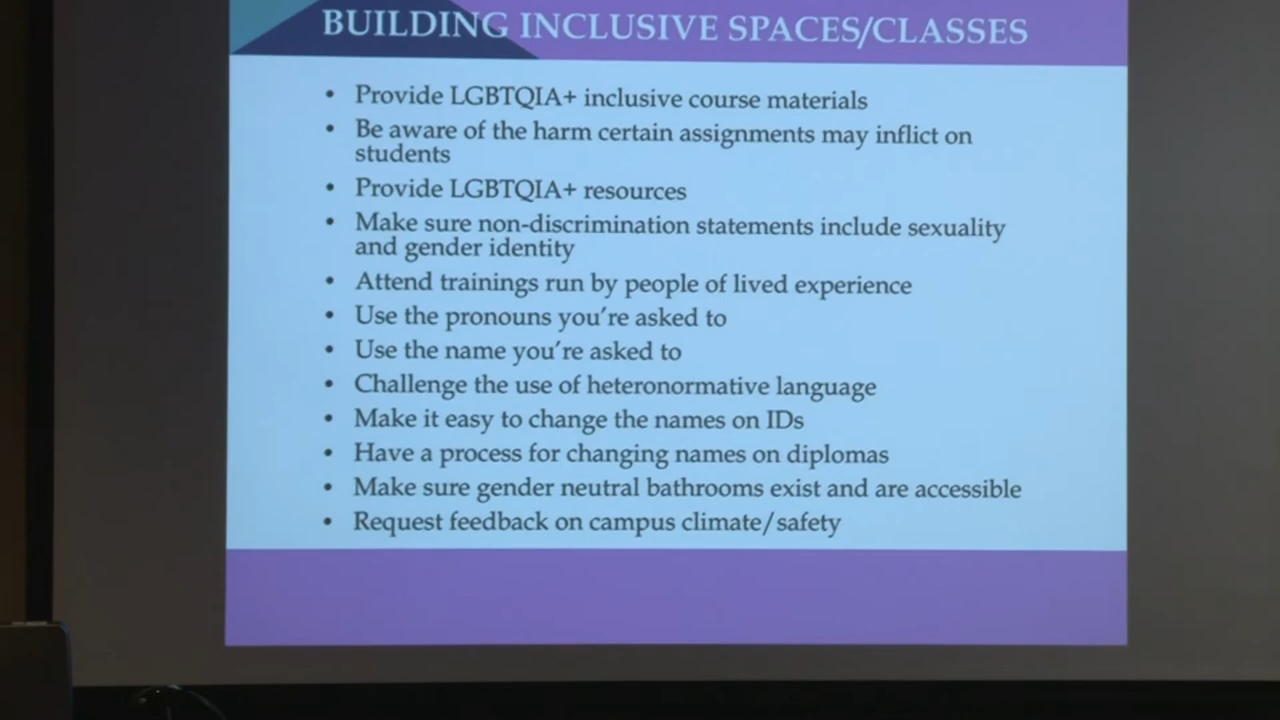 BUILDING INCLUSIVE SPACES/CLASSES
• Provide LGBTQIA+ inclusive course materials
• Be aware of the harm certain assignments may inflict on
students
• Provide LGBTQIA+ resources
• Make sure non-discrimination statements include sexuality
and gender identity
• Attend trainings run by people of lived experience
• Use the pronouns you're asked to
• Use the name you're asked to
• Challenge the use of heteronormative language
• Make it easy to change the names on IDs
• Have a process for changing names on diplomas
• Make sure gender neutral bathrooms exist and are accessible
• Request feedback on campus climate/safety